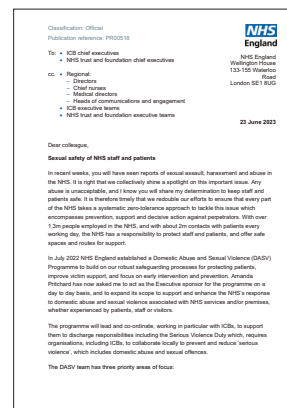 Classification: Official
Publication reference: PR00518
NHS
England
To: • ICB chief executives
• NHS trust and foundation chief executives
cc. • Regional:
– Directors
– Chief nurses
– Medical directors
– Heads of communications and engagement
• ICB executive teams
• NHS trust and foundation executive teams
NHS England
Wellington House
133-155 Waterloo
Road
London SE1 8UG
23 June 2023
Dear colleague,
Sexual safety of NHS staff and patients
In recent weeks, you will have seen reports of sexual assault, harassment and abuse in
the NHS. It is right that we collectively shine a spotlight on this important issue. Any
abuse is unacceptable, and I know you will share my determination to keep staff and
patients safe. It is therefore timely that we redouble our efforts to ensure that every part
of the NHS takes a systematic zero-tolerance approach to tackle this issue which
encompasses prevention, support and decisive action against perpetrators. With over
1.3m people employed in the NHS, and with about 2m contacts with patients every
working day, the NHS has a responsibility to protect staff and patients, and offer safe
spaces and routes for support.
In July 2022 NHS England established a Domestic Abuse and Sexual Violence (DASV)
Programme to build on our robust safeguarding processes for protecting patients,
improve victim support, and focus on early intervention and prevention. Amanda
Pritchard has now asked me to act as the Executive sponsor for the programme on a
day to day basis, and to expand its scope to support and enhance the NHS's response
to domestic abuse and sexual violence associated with NHS services and/or premises,
whether experienced by patients, staff or visitors.
The programme will lead and co-ordinate, working in particular with ICBs, to support
them to discharge responsibilities including the Serious Violence Duty which, requires
organisations, including ICBs, to collaborate locally to prevent and reduce 'serious
violence', which includes domestic abuse and sexual offences.
The DASV team has three priority areas of focus: